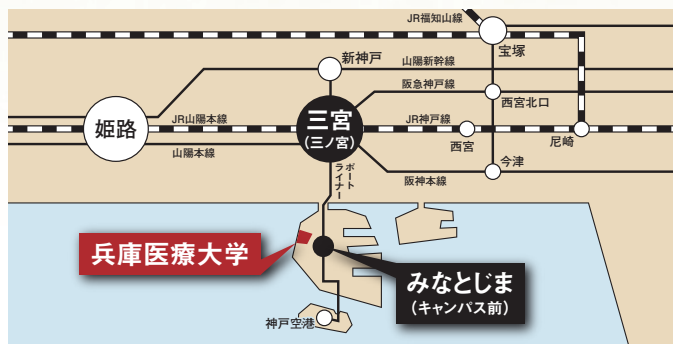 JR福知山線
宝塚
新神戸
山陽新幹線
阪急神戸線
西宮北口
姫路
JR山陽本線
三宮
(三ノ宮)
JR神戸線
西宮
尼崎
山陽本線
ポート
ライナー
阪神本線
今津
兵庫医療大学
みなとじま
(キャンパス前)
神戸空港